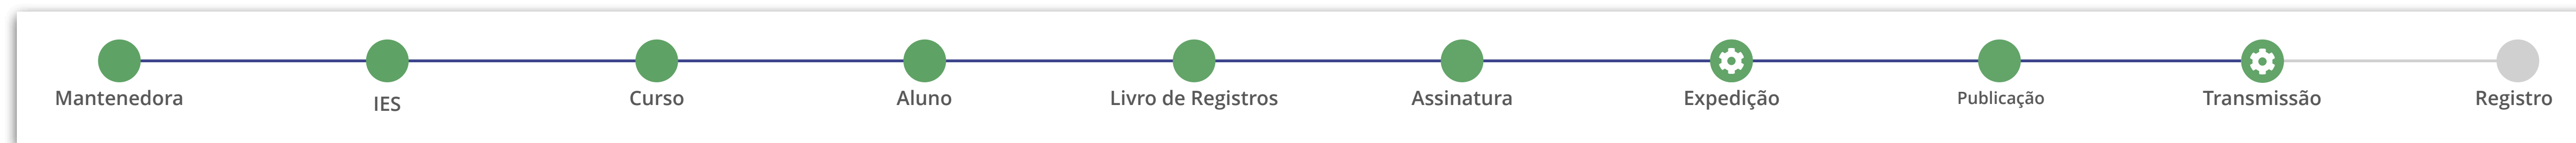 Mantenedora
IES
Curso
Aluno
Livro de Registros
Assinatura
Expedição
Publicação
Transmissão
Registro